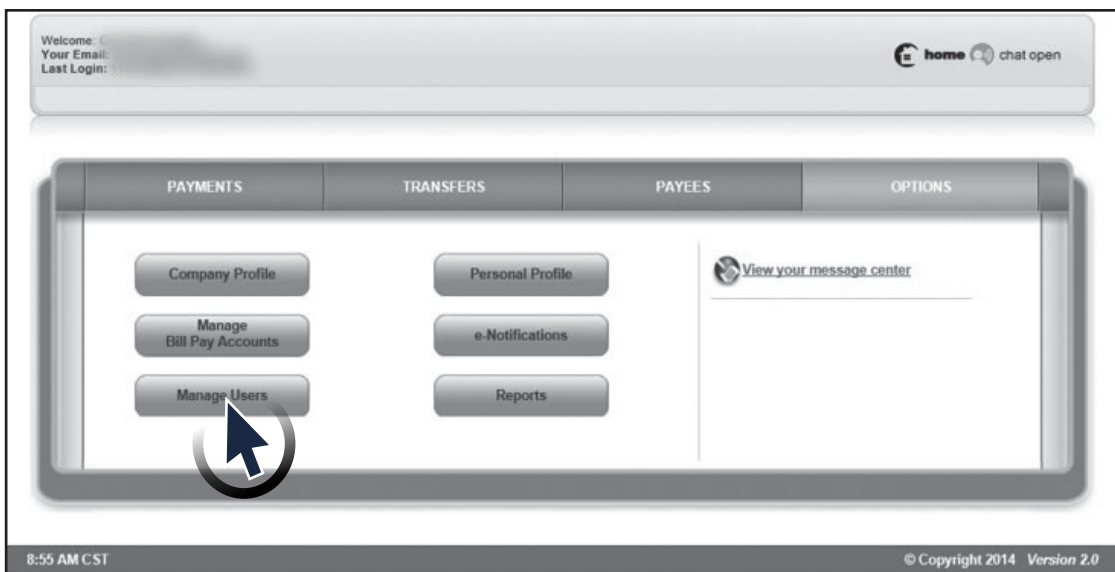 Welcome:
Your Email:
Last Login:
home chat open
PAYMENTS TRANSFERS PAYEES OPTIONS
Company Profile Personal Profile View your message center
Manage
Bill Pay Accounts e-Notifications
Manage Users Reports
8:55 AM CST © Copyright 2014 Version 2.0